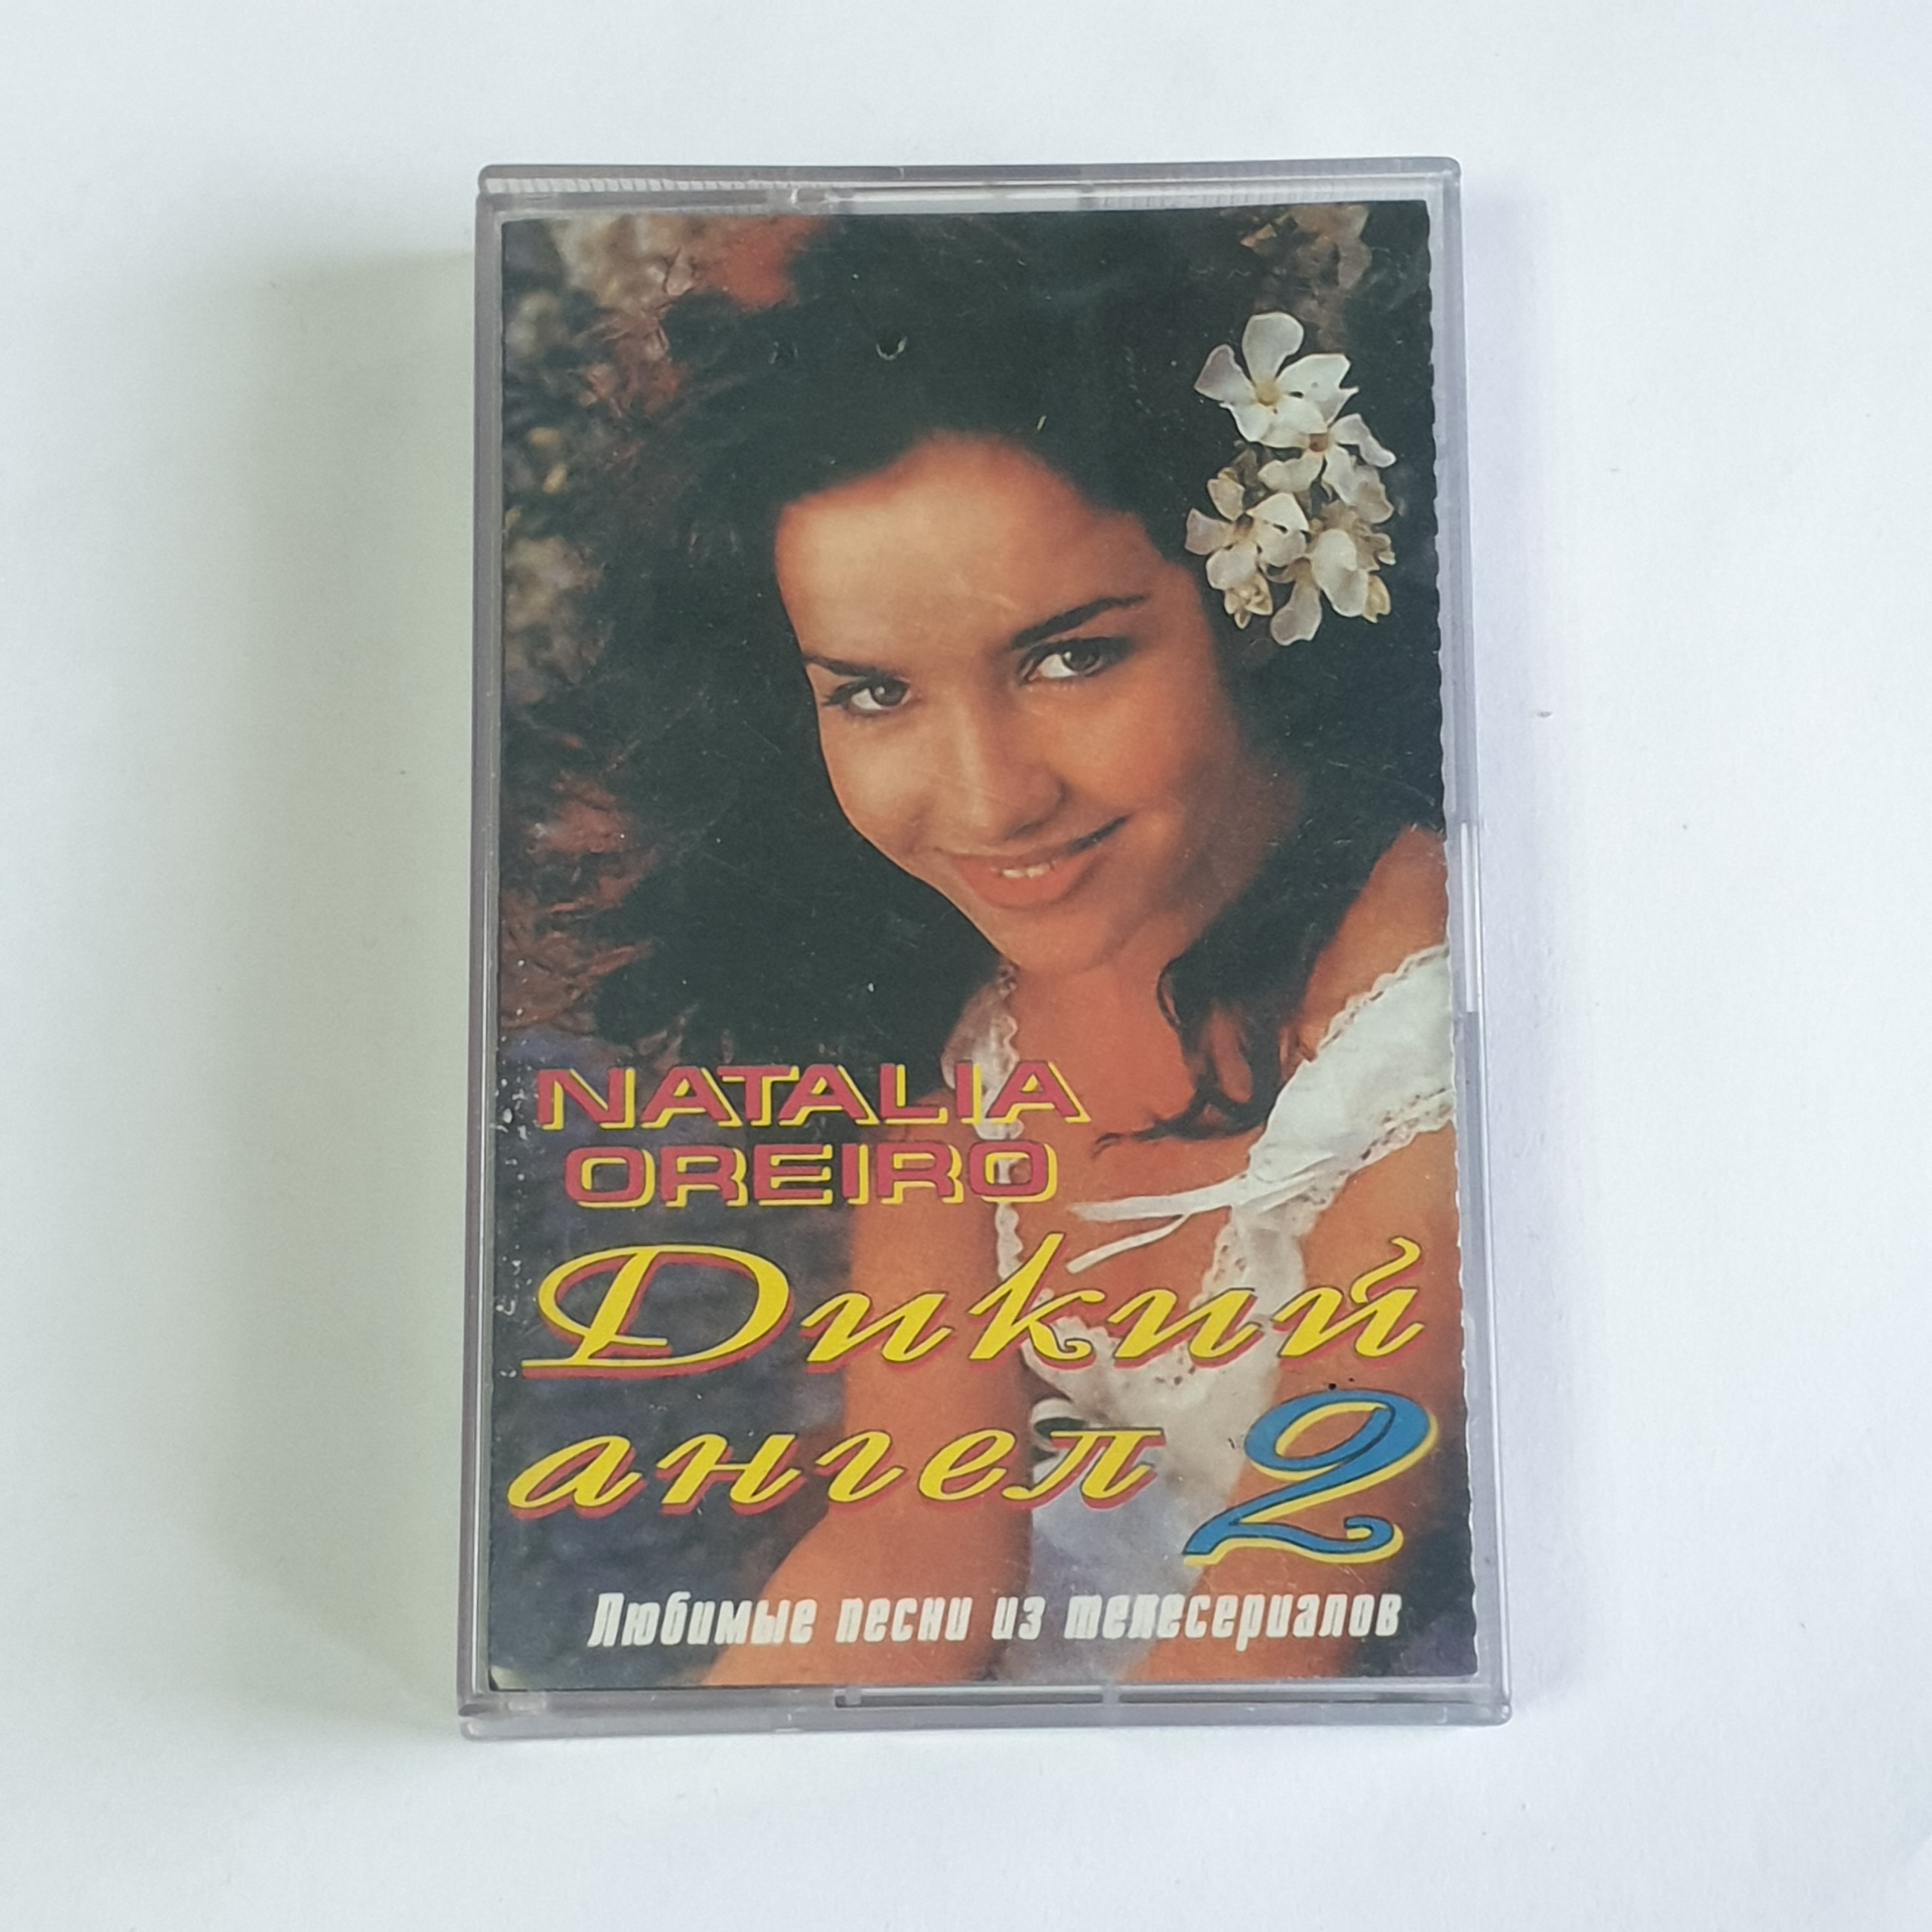 NATALIA
OREIRO
Дикий
ангел 2
Любимые песни из телесериалов